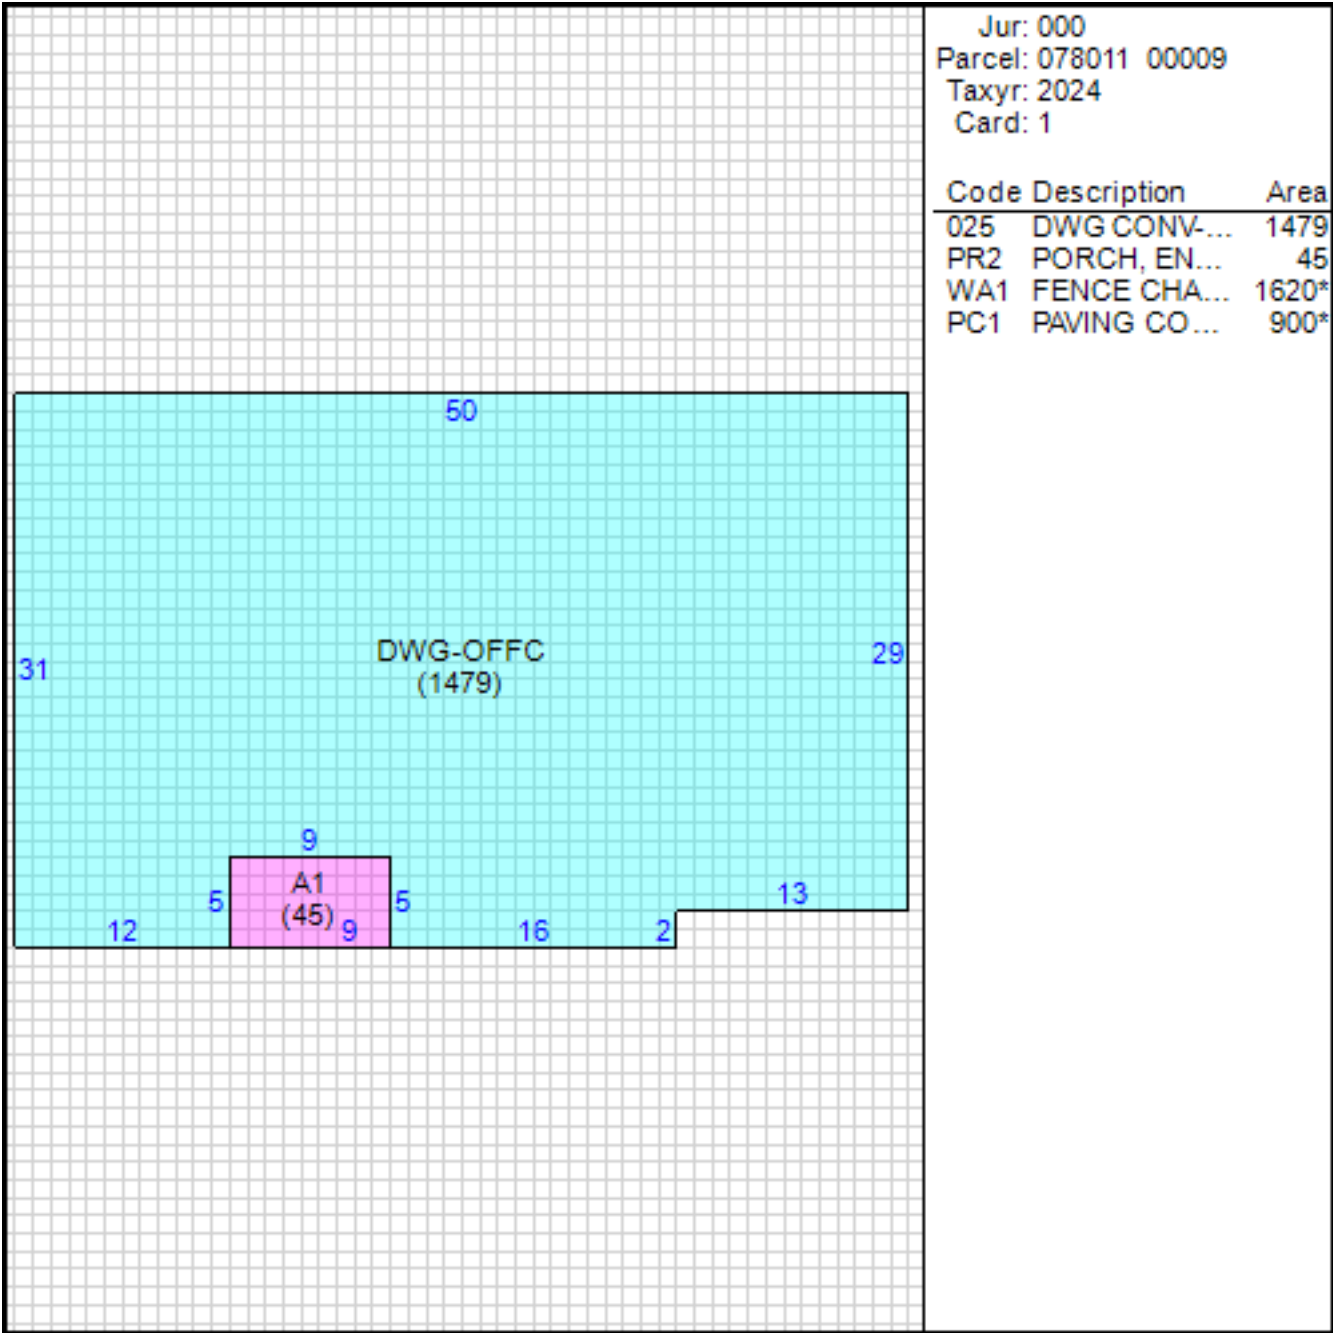 Jur: 000
Parcel: 078011 00009
Taxyr: 2024
Card: 1
Code Description Area
025 DWG CONV-... 1479
PR2 PORCH, EN... 45
WA1 FENCE CHA... 1620*
PC1 PAVING CO... 900*
50
31
DWG-OFFC
(1479)
29
9
5
A1
(45)
9
5
12
16
2
13